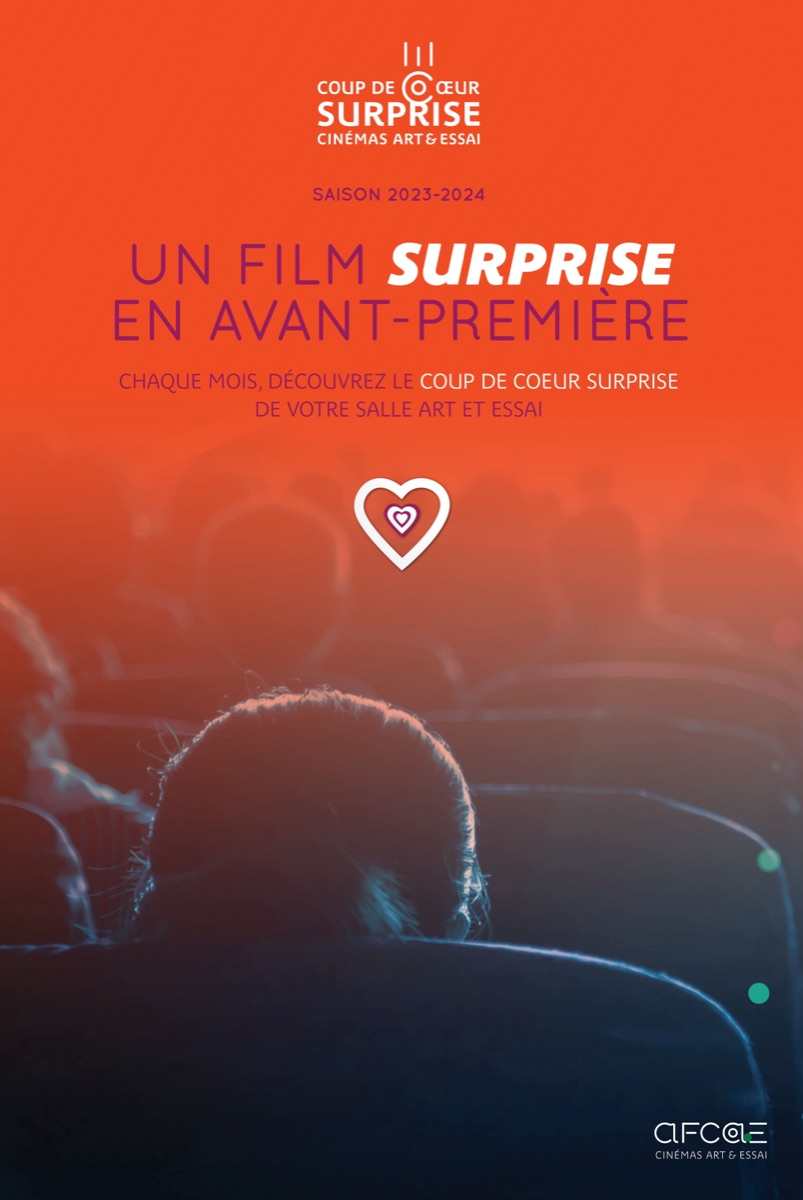 COUP DE CŒUR
SURPRISE
CINÉMAS ART & ESSAI
SAISON 2023-2024
UN FILM SURPRISE
EN AVANT-PREMIÈRE
CHAQUE MOIS, DÉCOUVREZ LE COUP DE COEUR SURPRISE
DE VOTRE SALLE ART ET ESSAI
AFCAE
CINÉMAS ART & ESSAI